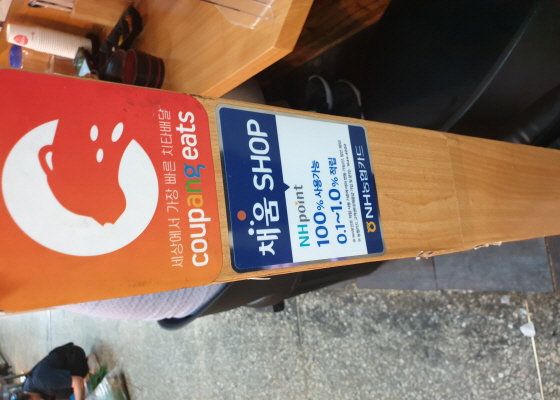 세상에서 가장 빠른 치타배달
coupang eats
채움 SHOP
NHpoint
100% 사용가능
0.1~1.0% 적립
NH농협카드